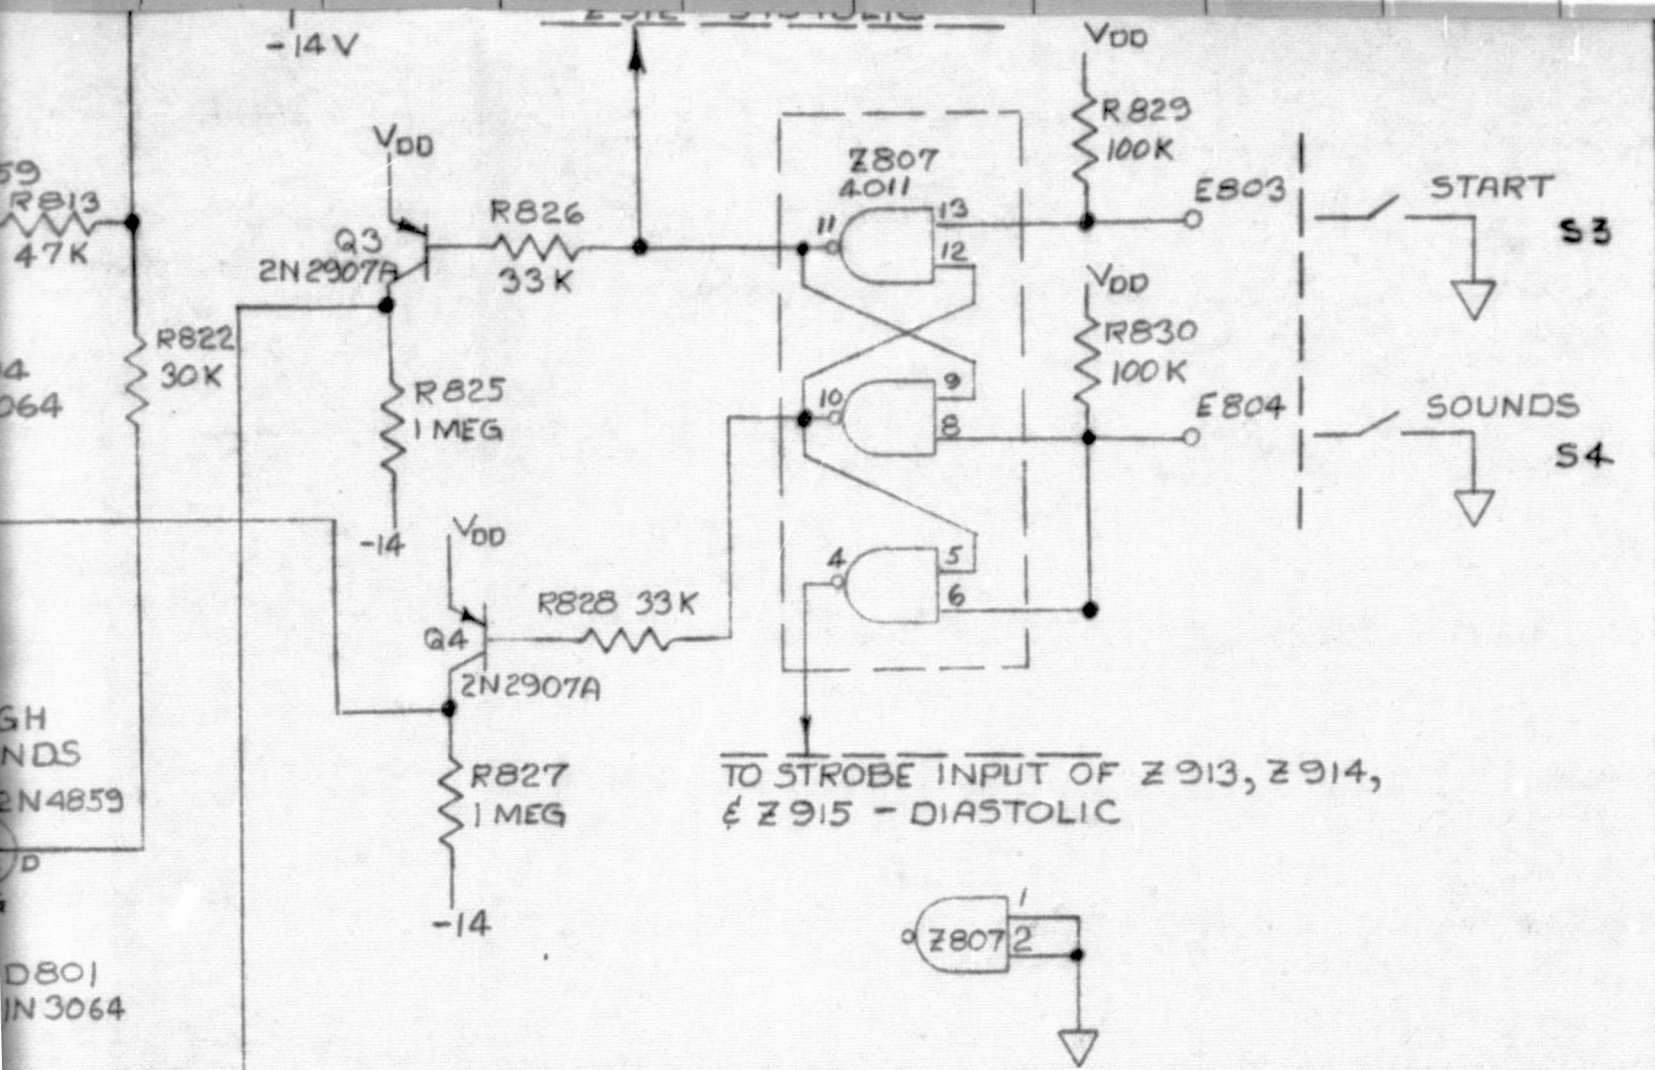 SYSTOLIC
-14V
VDD
R829
100K
VDD
R813
47K
Q3
2N2907A
R826
33K
Z807
4011
11
13
12
E803
START
S3
VDD
R822
30K
R825
1 MEG
-14
10
9
8
R830
100K
E804
SOUNDS
S4
064
VDD
Q4
2N2907A
R828 33K
4
5
6
NDS
2N4859
D
R827
1 MEG
-14
TO STROBE INPUT OF Z913, Z914,
& Z915 - DIASTOLIC
Z807
1
2
D801
1N3064